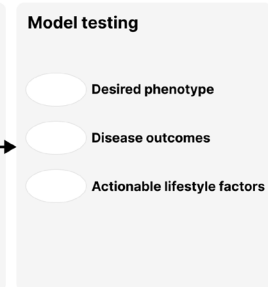 Model testing
Desired phenotype
Disease outcomes
Actionable lifestyle factors